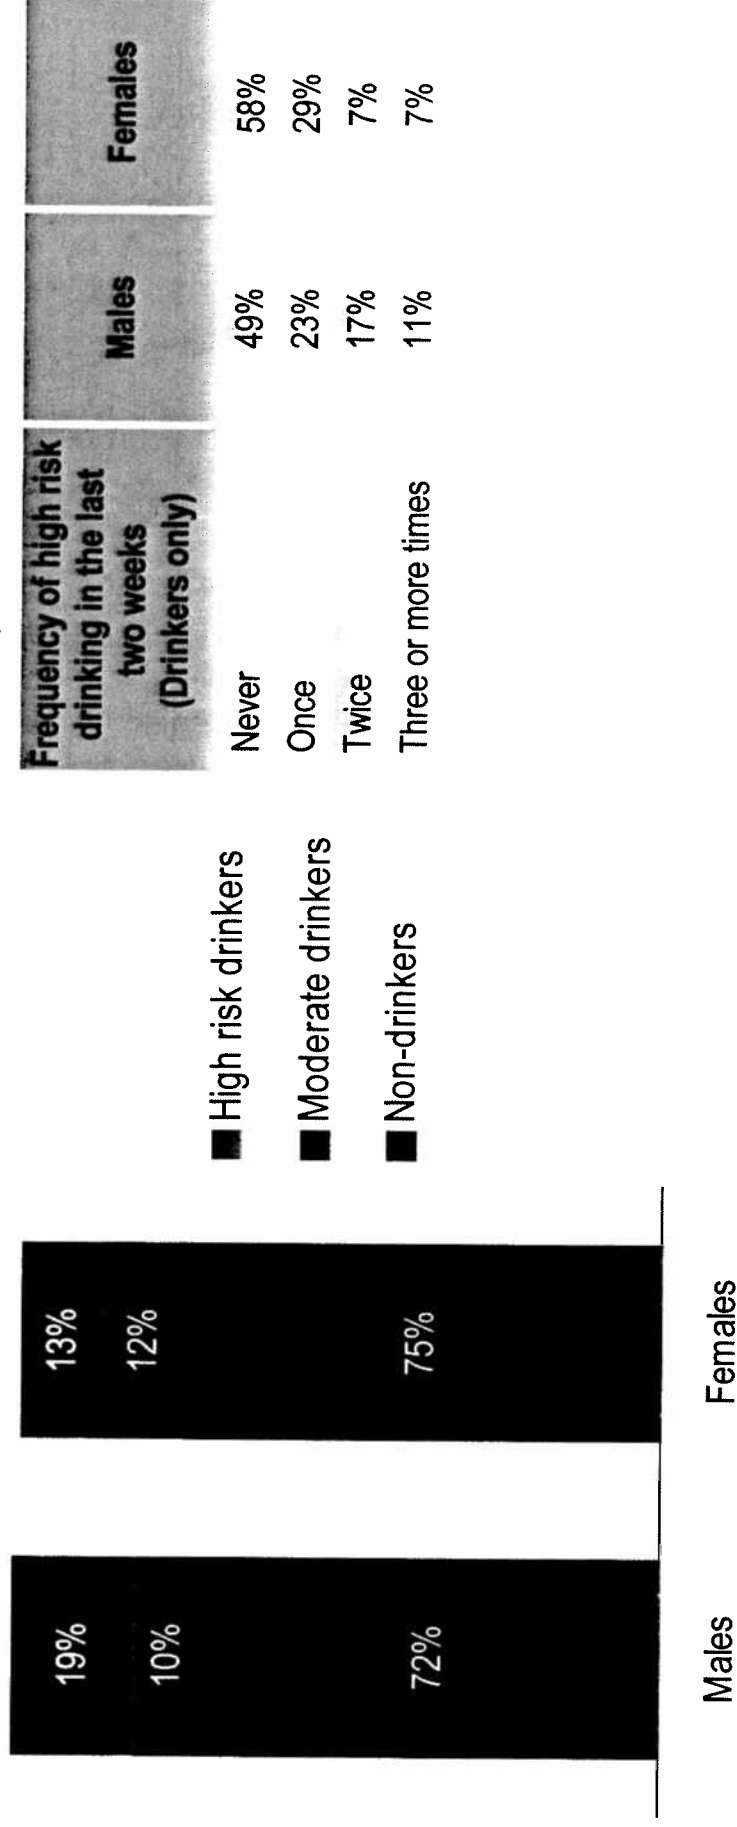 19%
10%
72%
13%
12%
75%
Males
Females
High risk drinkers
Moderate drinkers
Non-drinkers
Frequency of high risk
drinking in the last
two weeks
(Drinkers only)
Males
Females
Never
49%
58%
Once
23%
29%
Twice
17%
7%
Three or more times
11%
7%